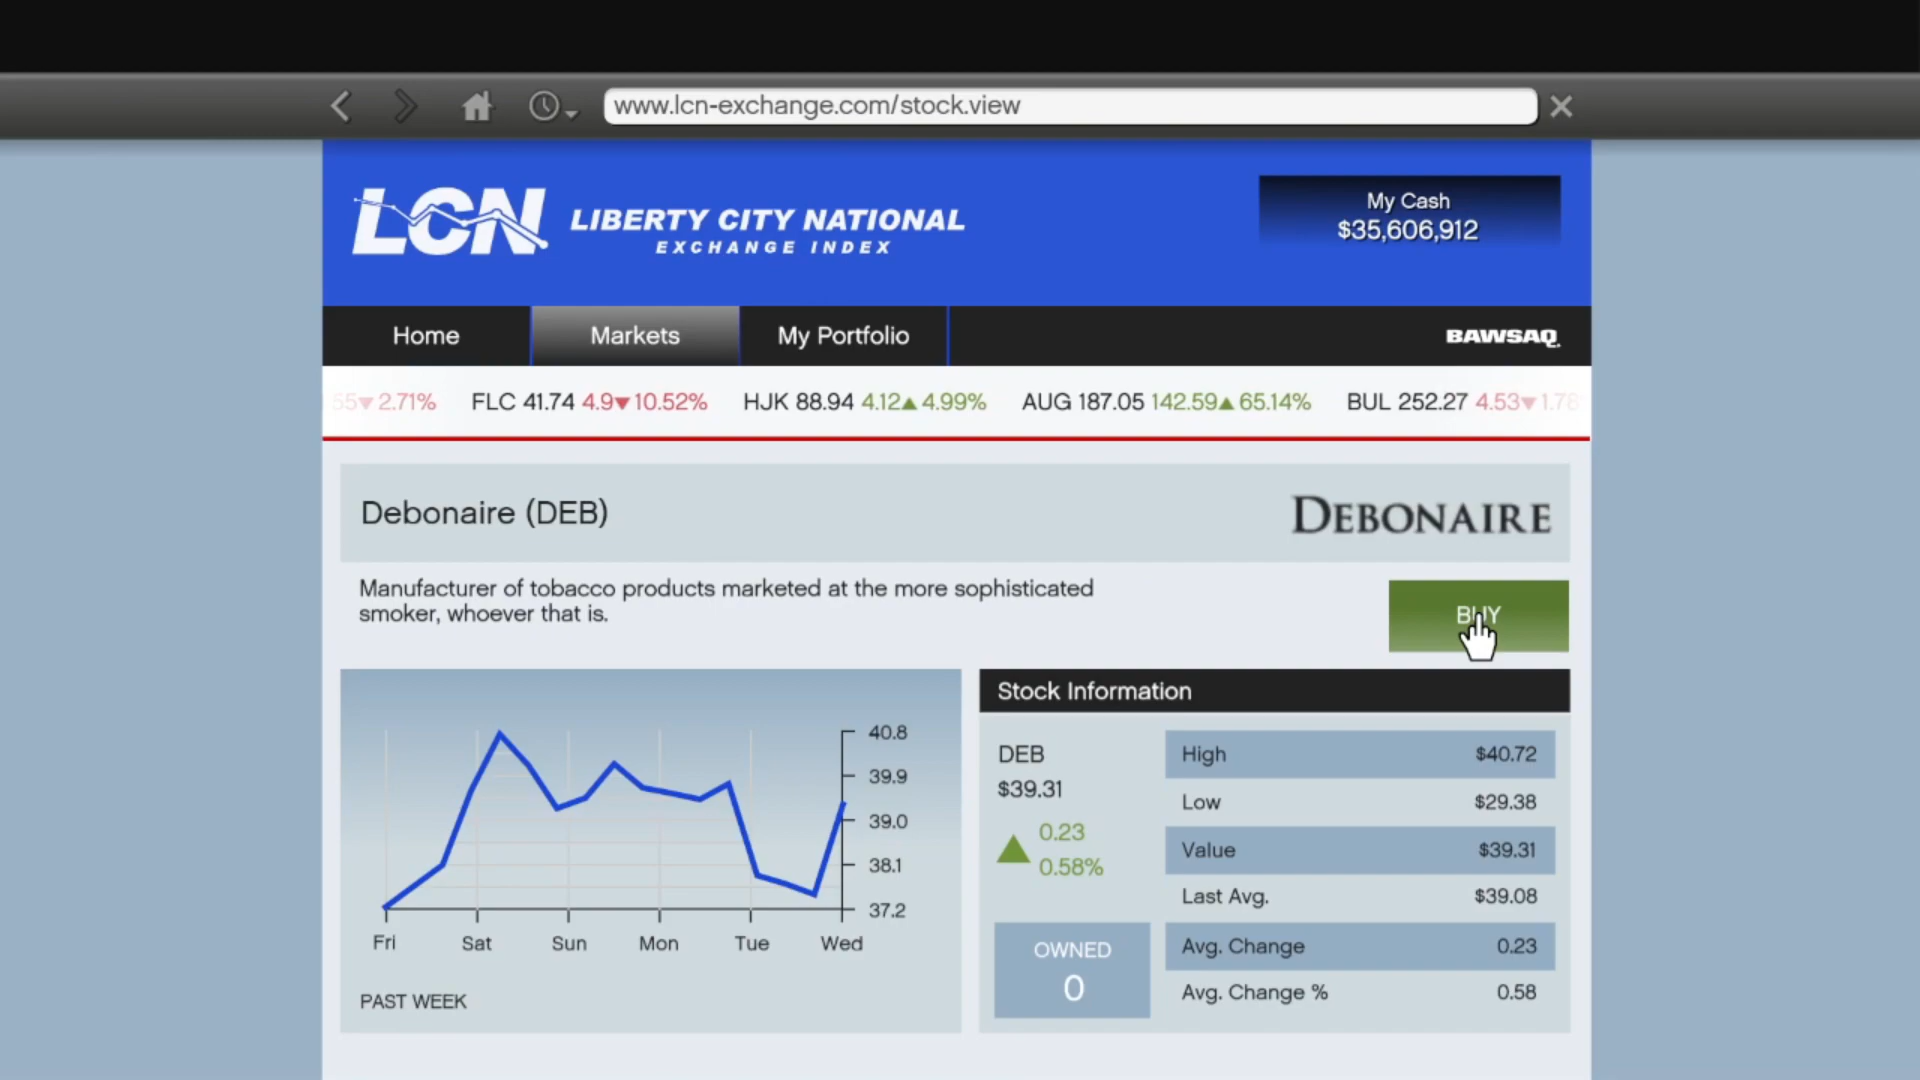 www.lcn-exchange.com/stock.view
LCN LIBERTY CITY NATIONAL
EXCHANGE INDEX
My Cash
$35,606,912
Home Markets My Portfolio BAWSAQ.
55▼2.71% FLC 41.74 4.9▼10.52% HJK 88.94 4.12▲4.99% AUG 187.05 142.59▲65.14% BUL 252.27 4.53▼1.78
Debonaire (DEB) DEBONAIRE
Manufacturer of tobacco products marketed at the more sophisticated
smoker, whoever that is.
BUY
40.8
39.9
39.0
38.1
37.2
Fri Sat Sun Mon Tue Wed
PAST WEEK
Stock Information
DEB
$39.31
▲ 0.23
0.58%
OWNED
0
High $40.72
Low $29.38
Value $39.31
Last Avg. $39.08
Avg. Change 0.23
Avg. Change % 0.58